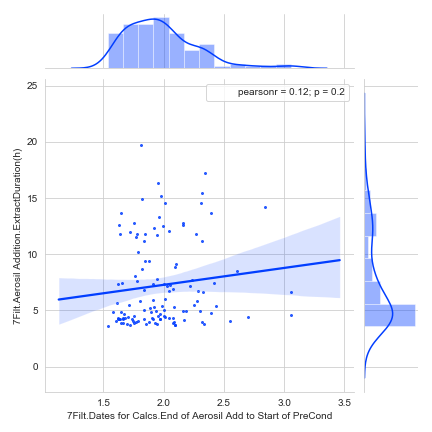 pearsonr = 0.12; p = 0.2
25
20
15
10
5
0
7Filt.Aerosil Addition.ExtractDuration(h)
1.5 2.0 2.5 3.0 3.5
7Filt.Dates for Calcs.End of Aerosil Add to Start of PreCond